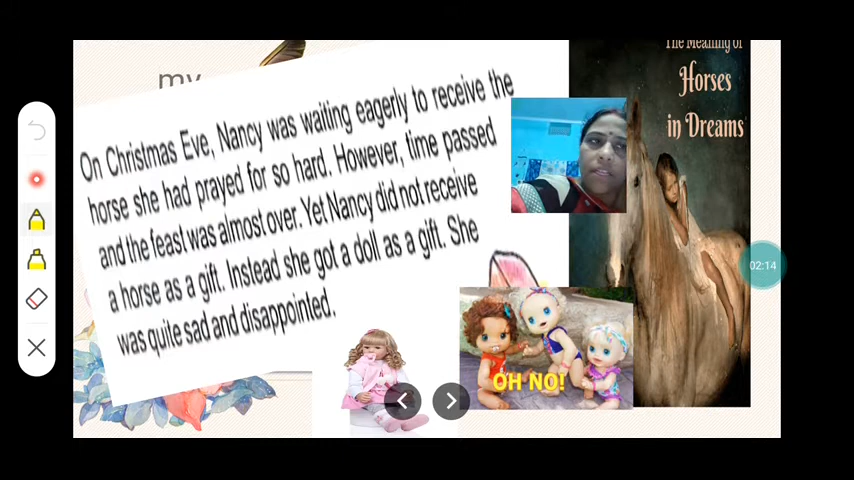 my
On Christmas Eve, Nancy was waiting eagerly to receive the
horse she had prayed for so hard. However, time passed
and the feast was almost over. Yet Nancy did not receive
a horse as a gift. Instead she got a doll as a gift. She
was quite sad and disappointed.
The Meaning of
Horses
in Dreams
OH NO!
02:14